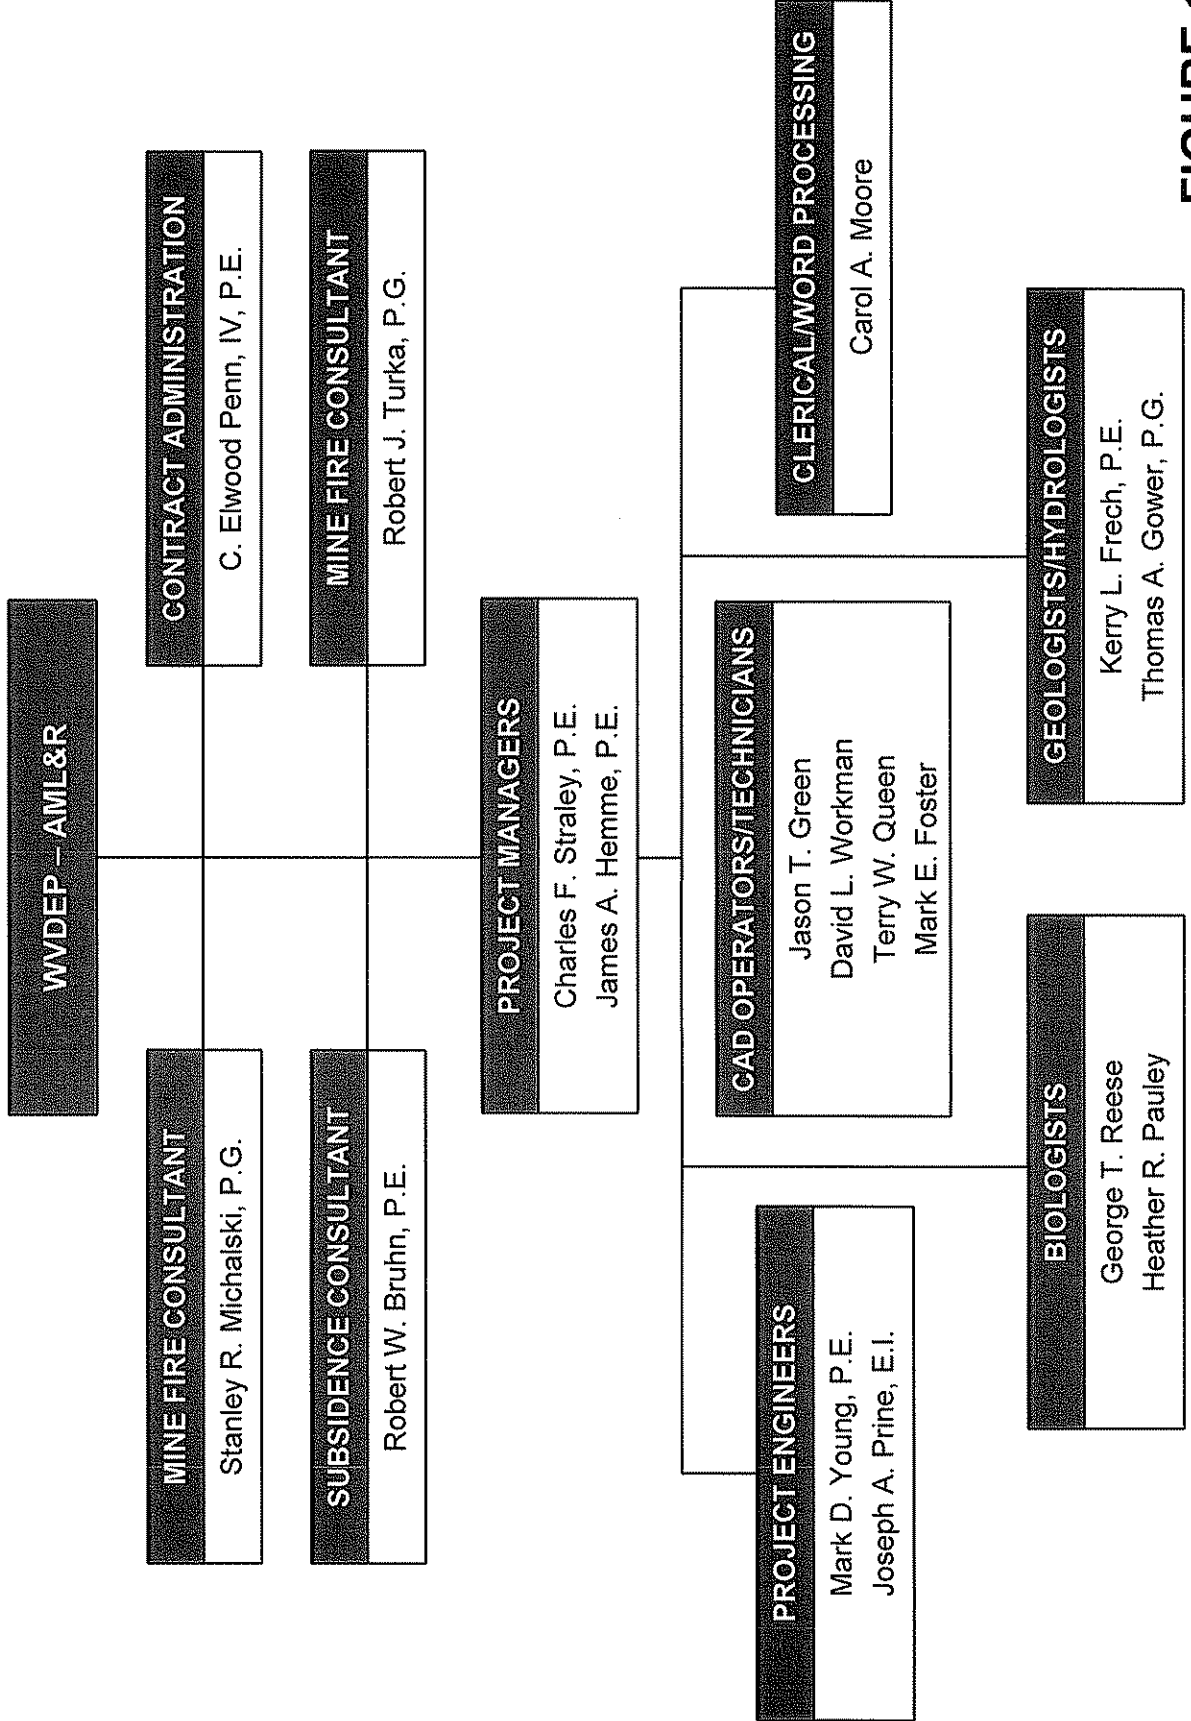 WVDEP – AML&R
MINE FIRE CONSULTANT
Stanley R. Michalski, P.G.
CONTRACT ADMINISTRATION
C. Elwood Penn, IV, P.E.
SUBSIDENCE CONSULTANT
Robert W. Bruhn, P.E.
MINE FIRE CONSULTANT
Robert J. Turka, P.G.
PROJECT MANAGERS
Charles F. Straley, P.E.
James A. Hemme, P.E.
PROJECT ENGINEERS
Mark D. Young, P.E.
Joseph A. Prine, E.I.
CAD OPERATORS/TECHNICIANS
Jason T. Green
David L. Workman
Terry W. Queen
Mark E. Foster
CLERICAL/WORD PROCESSING
Carol A. Moore
BIOLOGISTS
George T. Reese
Heather R. Pauley
GEOLOGISTS/HYDROLOGISTS
Kerry L. Frech, P.E.
Thomas A. Gower, P.G.
FIGURE